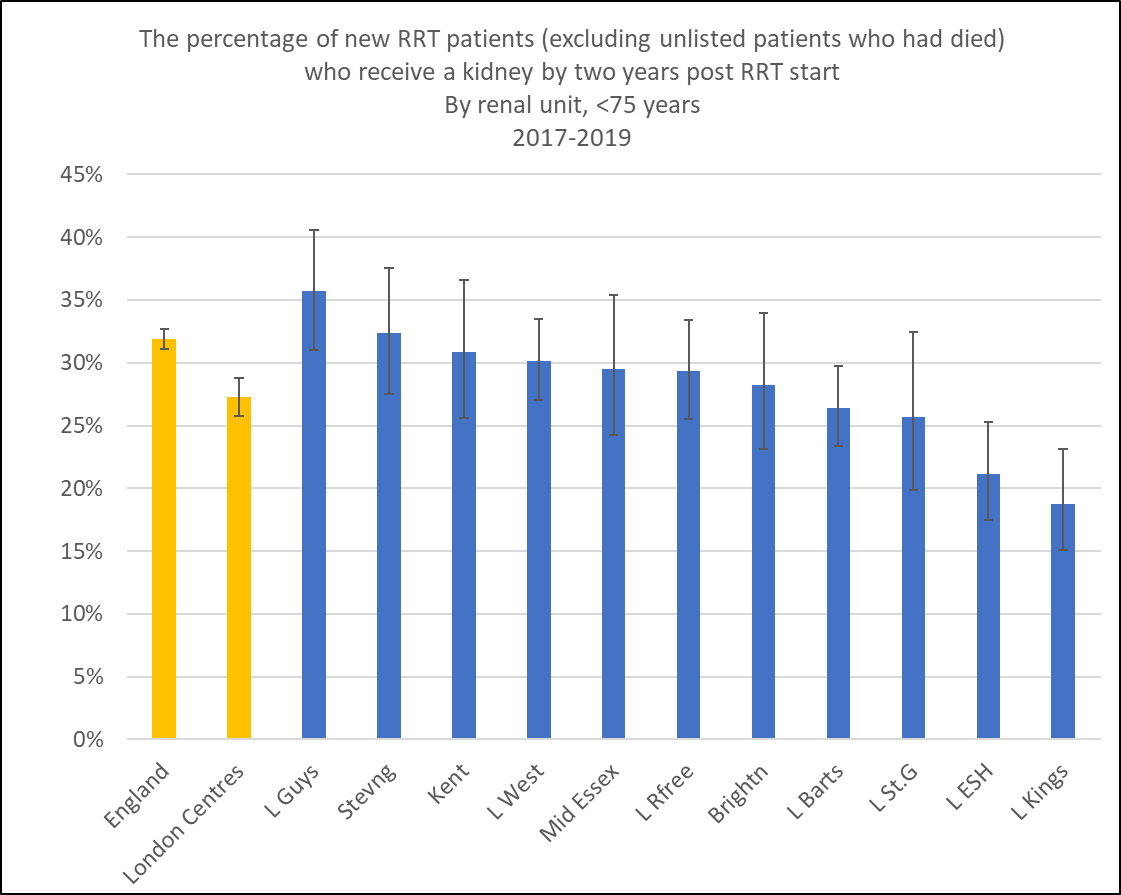 The percentage of new RRT patients (excluding unlisted patients who had died)
who receive a kidney by two years post RRT start
By renal unit, <75 years
2017-2019
45%
40%
35%
30%
25%
20%
15%
10%
5%
0%
England
London Centres
L Guys
Stevng
Kent
L West
Mid Essex
L Rfree
Brightn
L Barts
L St.G
L ESH
L Kings